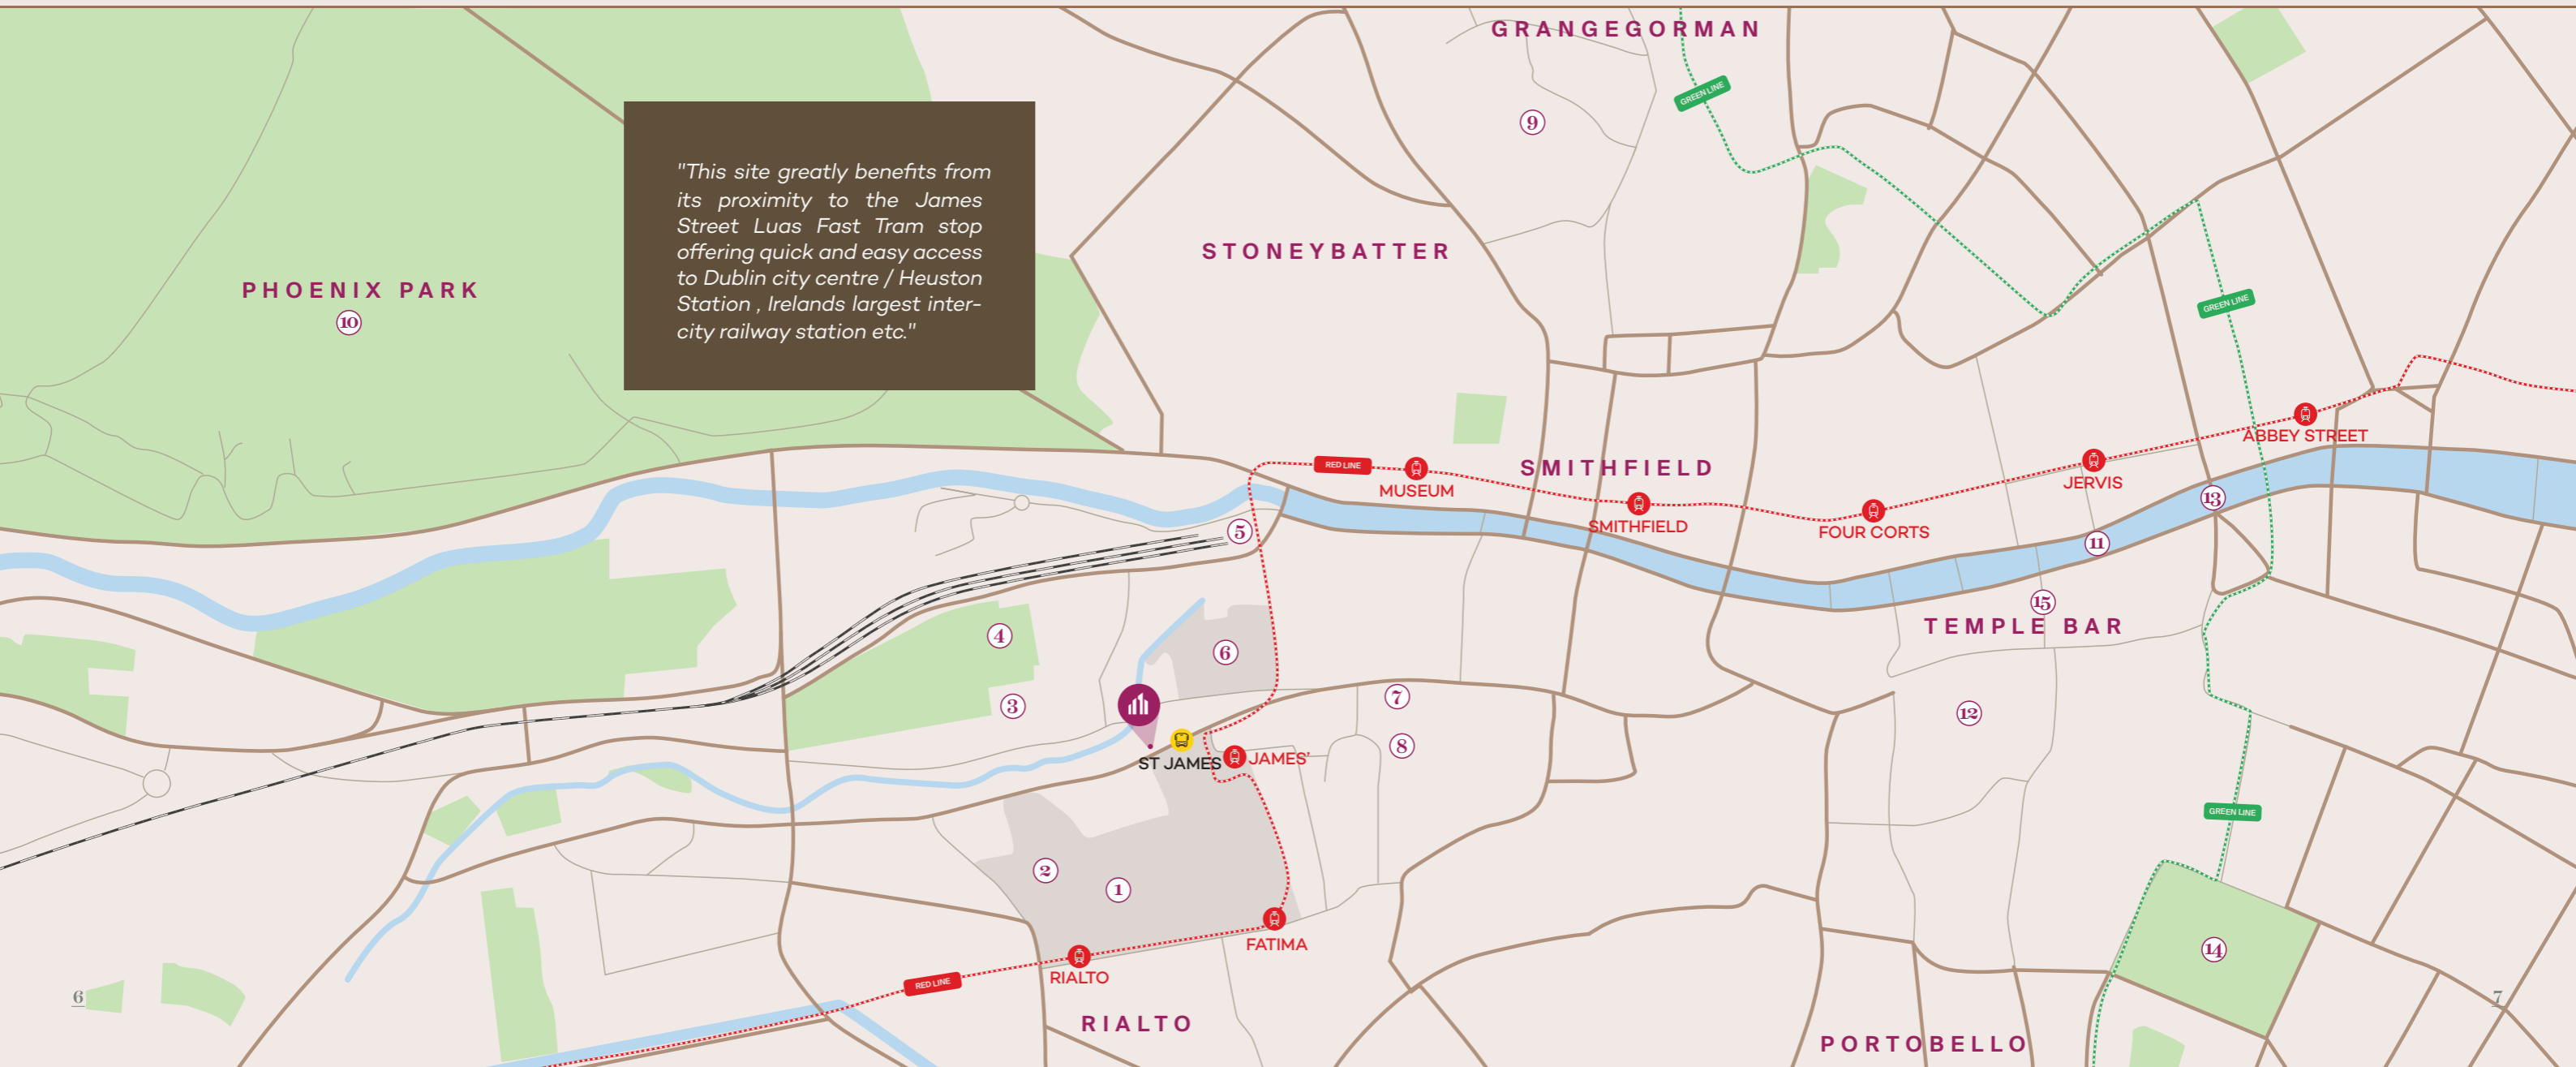 GRANGEGORMAN
GREEN LINE
9
"This site greatly benefits from
its proximity to the James
Street Luas Fast Tram stop
offering quick and easy access
to Dublin city centre / Heuston
Station , Irelands largest inter-
city railway station etc."
STONEYBATTER
PHOENIX PARK
10
GREEN LINE
ABBEY STREET
RED LINE
MUSEUM
SMITHFIELD
SMITHFIELD
JERVIS
13
FOUR CORTS
5
11
15
TEMPLE BAR
4
6
3
7
12
8
ST JAMES
JAMES'
GREEN LINE
2
1
FATIMA
14
RIALTO
RED LINE
6
7
RIALTO
PORTOBELLO